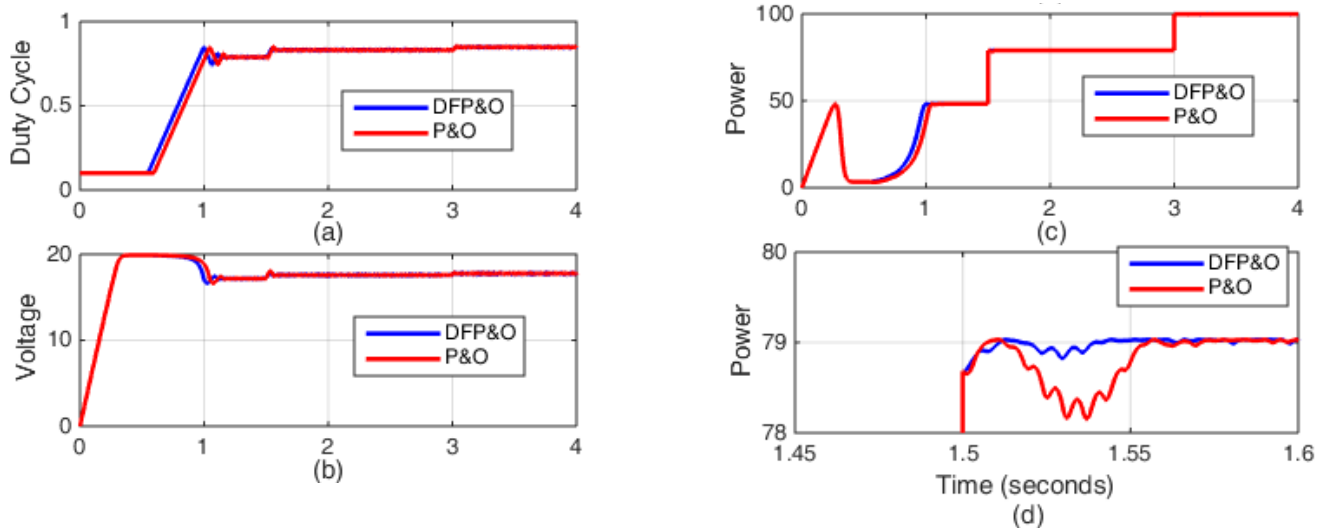 1
0.5
0
Duty Cycle
DFP&O
P&O
0 1 2 3 4
(a)
20
10
0
Voltage
DFP&O
P&O
0 1 2 3 4
(b)
100
50
0
Power
DFP&O
P&O
0 1 2 3 4
(c)
80
79
78
Power
DFP&O
P&O
1.45 1.5 1.55 1.6
Time (seconds)
(d)